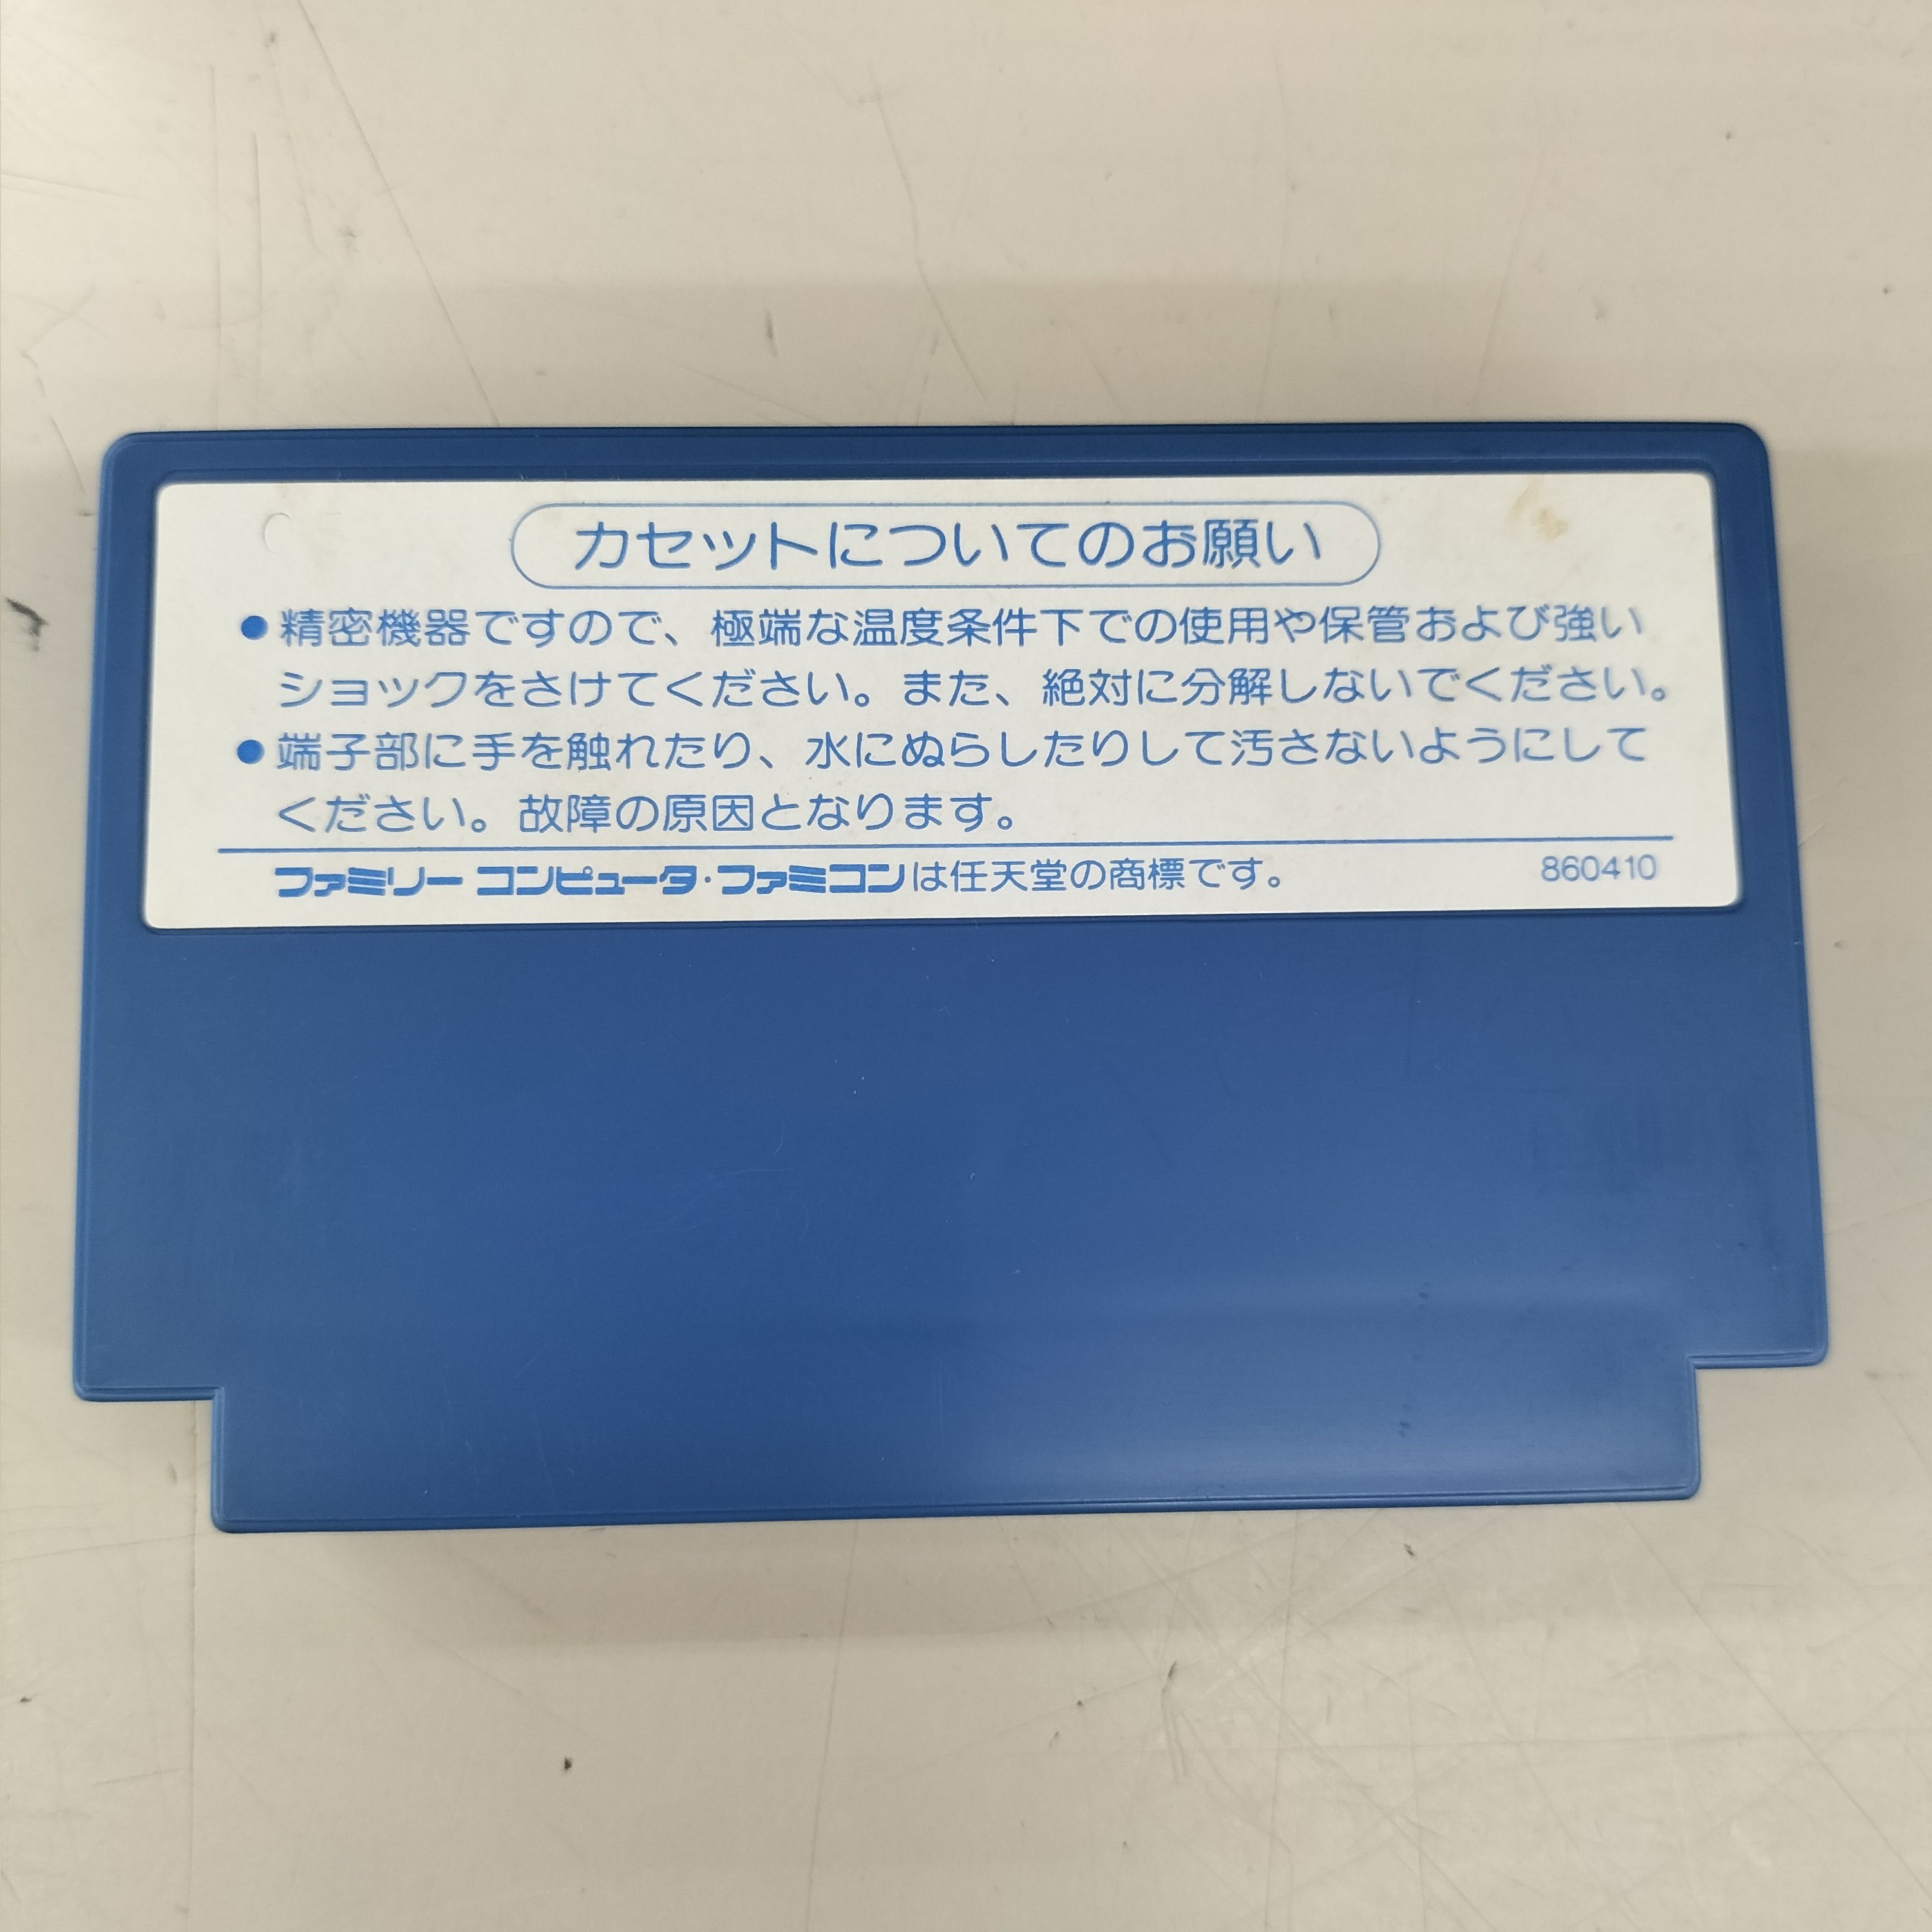 カセットについてのお願い
●精密機器ですので、極端な温度条件下での使用や保管および強い
ショックをさけてください。また、絶対に分解しないでください。
●端子部に手を触れたり、水にぬらしたりして汚さないようにして
ください。故障の原因となります。
ファミリー コンピュータ・ファミコンは任天堂の商標です。 860410